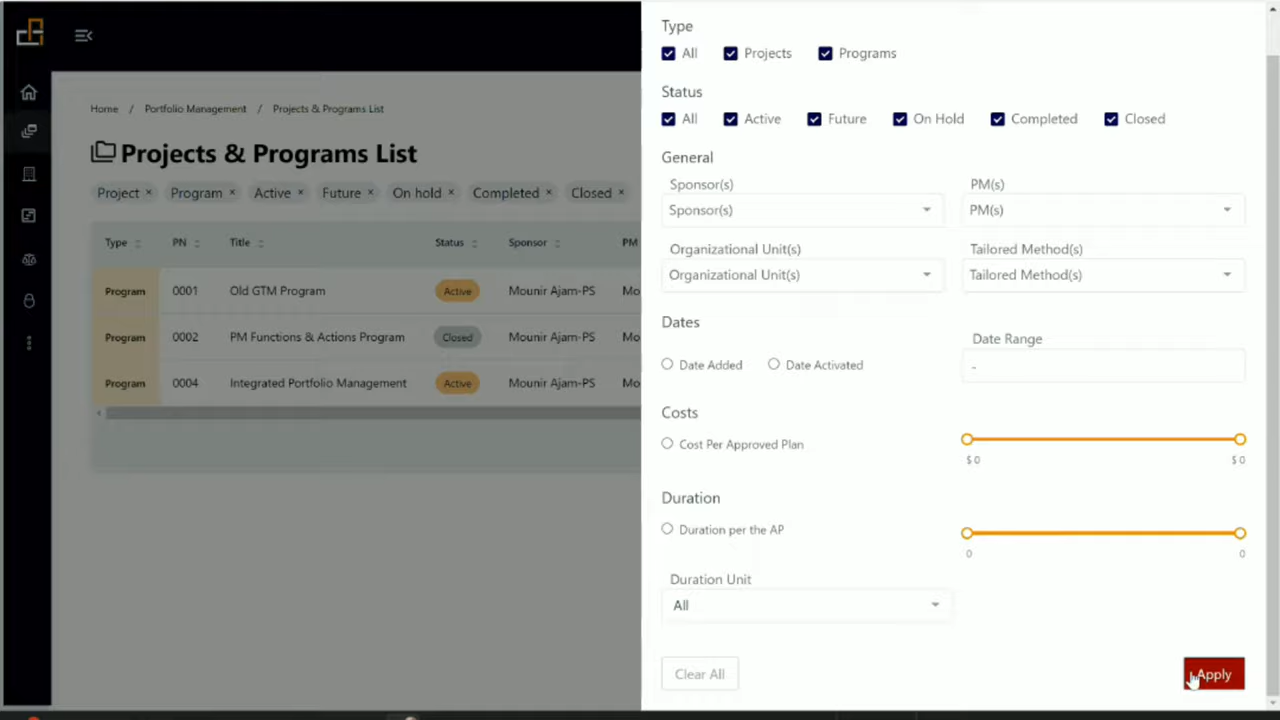 Home / Portfolio Management / Projects & Programs List
Projects & Programs List
Project × Program × Active × Future × On hold × Completed × Closed ×
Type PN Title Status Sponsor PM
Program 0001 Old GTM Program Active Mounir Ajam-PS Mo
Program 0002 PM Functions & Actions Program Closed Mounir Ajam-PS Mo
Program 0004 Integrated Portfolio Management Active Mounir Ajam-PS Mo
Type
All Projects Programs
Status
All Active Future On Hold Completed Closed
General
Sponsor(s) PM(s)
Sponsor(s) PM(s)
Organizational Unit(s) Tailored Method(s)
Organizational Unit(s) Tailored Method(s)
Dates
Date Range
Date Added Date Activated -
Costs
Cost Per Approved Plan
$ 0 $ 0
Duration
Duration per the AP
0 0
Duration Unit
All
Clear All Apply